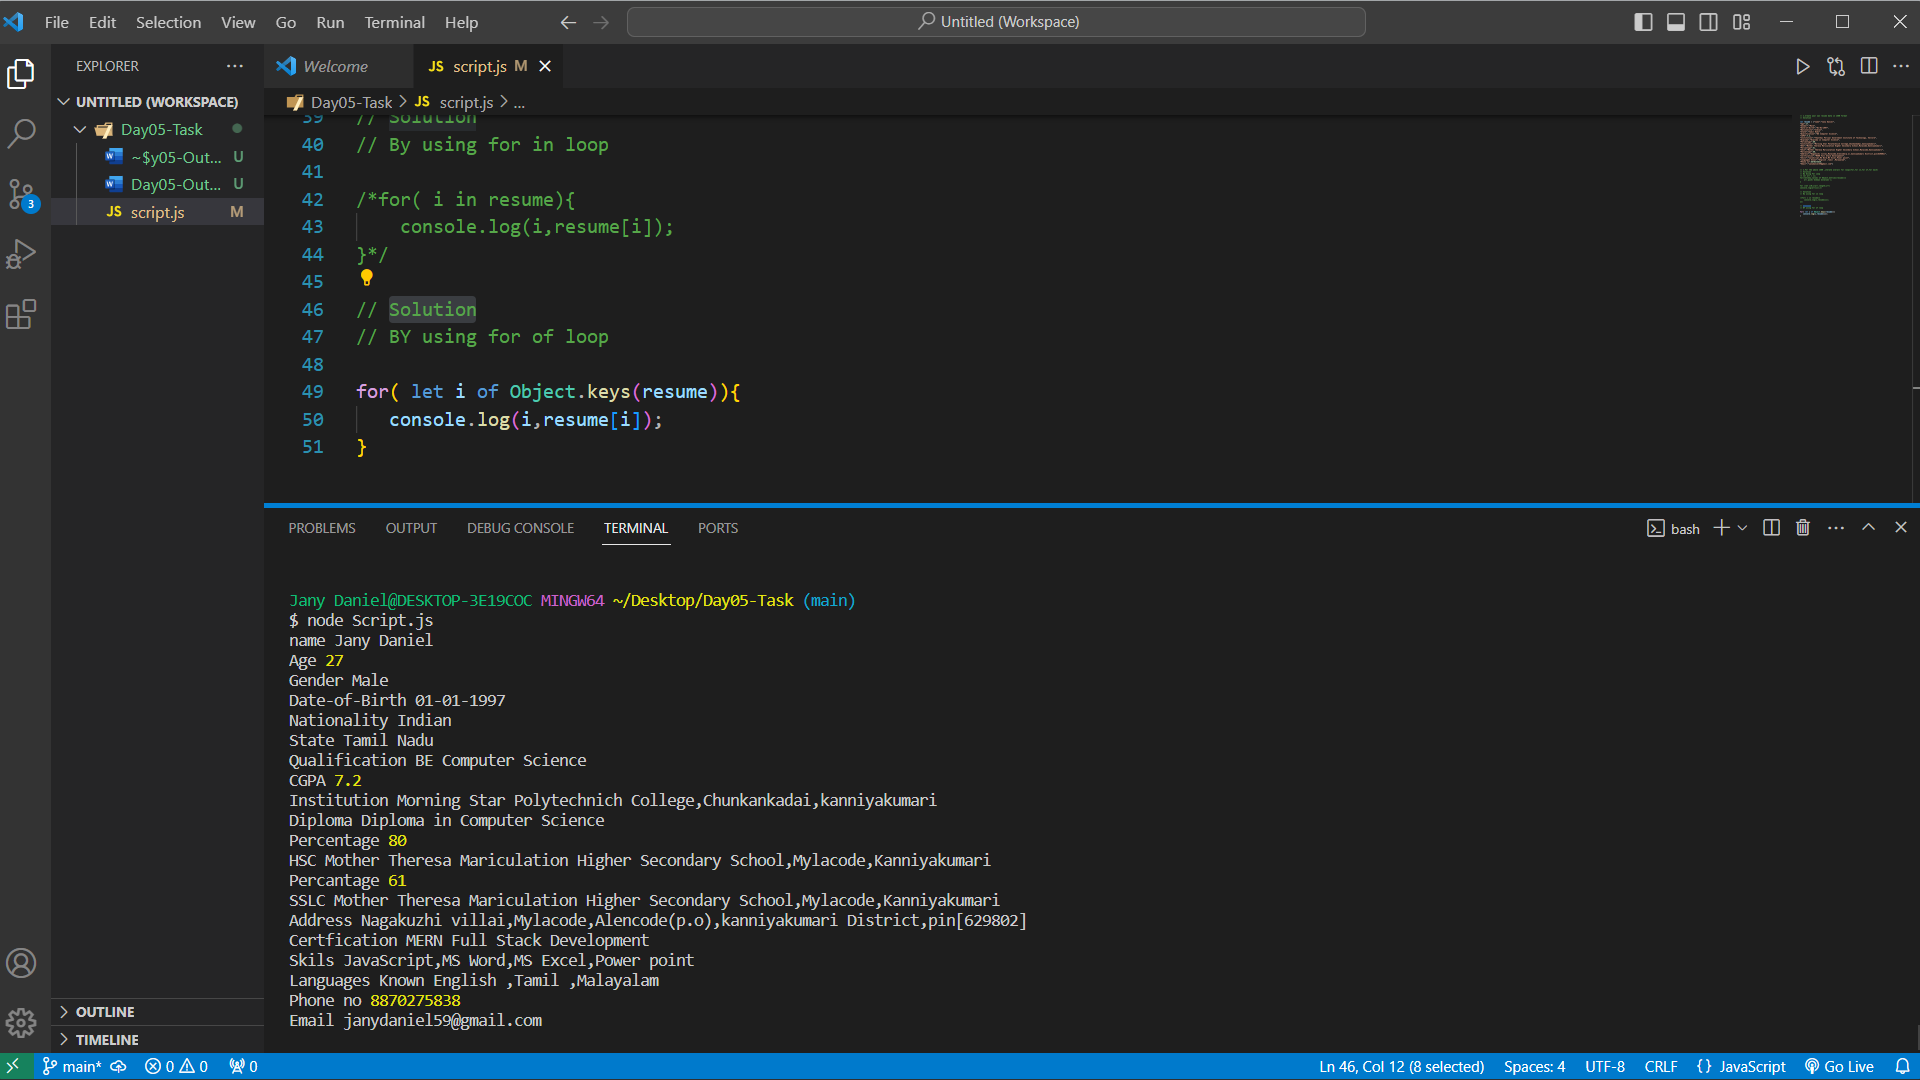 File Edit Selection View Go Run Terminal Help Untitled (Workspace)
EXPLORER
UNTITLED (WORKSPACE)
Day05-Task
~$y05-Out... U
Day05-Out... U
JS script.js M
OUTLINE
TIMELINE
Welcome JS script.js M
Day05-Task > JS script.js > ...
39 // Solution
40 // By using for in loop
41
42 /*for( i in resume){
43 console.log(i,resume[i]);
44 }*/
45
46 // Solution
47 // BY using for of loop
48
49 for( let i of Object.keys(resume)){
50 console.log(i,resume[i]);
51 }
PROBLEMS OUTPUT DEBUG CONSOLE TERMINAL PORTS bash
Jany Daniel@DESKTOP-3E19COC MINGW64 ~/Desktop/Day05-Task (main)
$ node Script.js
name Jany Daniel
Age 27
Gender Male
Date-of-Birth 01-01-1997
Nationality Indian
State Tamil Nadu
Qualification BE Computer Science
CGPA 7.2
Institution Morning Star Polytechnich College,Chunkankadai,kanniyakumari
Diploma Diploma in Computer Science
Percentage 80
HSC Mother Theresa Mariculation Higher Secondary School,Mylacode,Kanniyakumari
Percantage 61
SSLC Mother Theresa Mariculation Higher Secondary School,Mylacode,Kanniyakumari
Address Nagakuzhi villai,Mylacode,Alencode(p.o),kanniyakumari District,pin[629802]
Certfication MERN Full Stack Development
Skils JavaScript,MS Word,MS Excel,Power point
Languages Known English ,Tamil ,Malayalam
Phone no 8870275838
Email janydaniel59@gmail.com
3
main* 0 0 0 Ln 46, Col 12 (8 selected) Spaces: 4 UTF-8 CRLF {} JavaScript Go Live